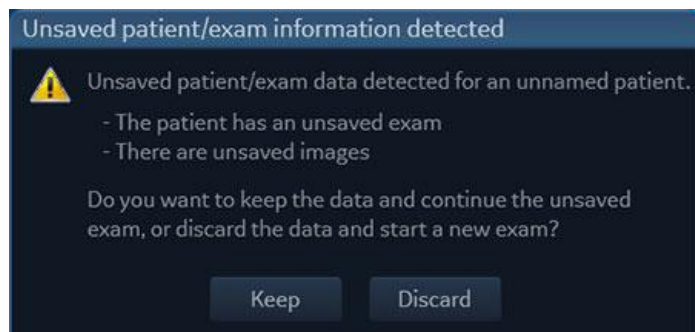 Unsaved patient/exam information detected
Unsaved patient/exam data detected for an unnamed patient.
- The patient has an unsaved exam
- There are unsaved images
Do you want to keep the data and continue the unsaved
exam, or discard the data and start a new exam?
Keep Discard